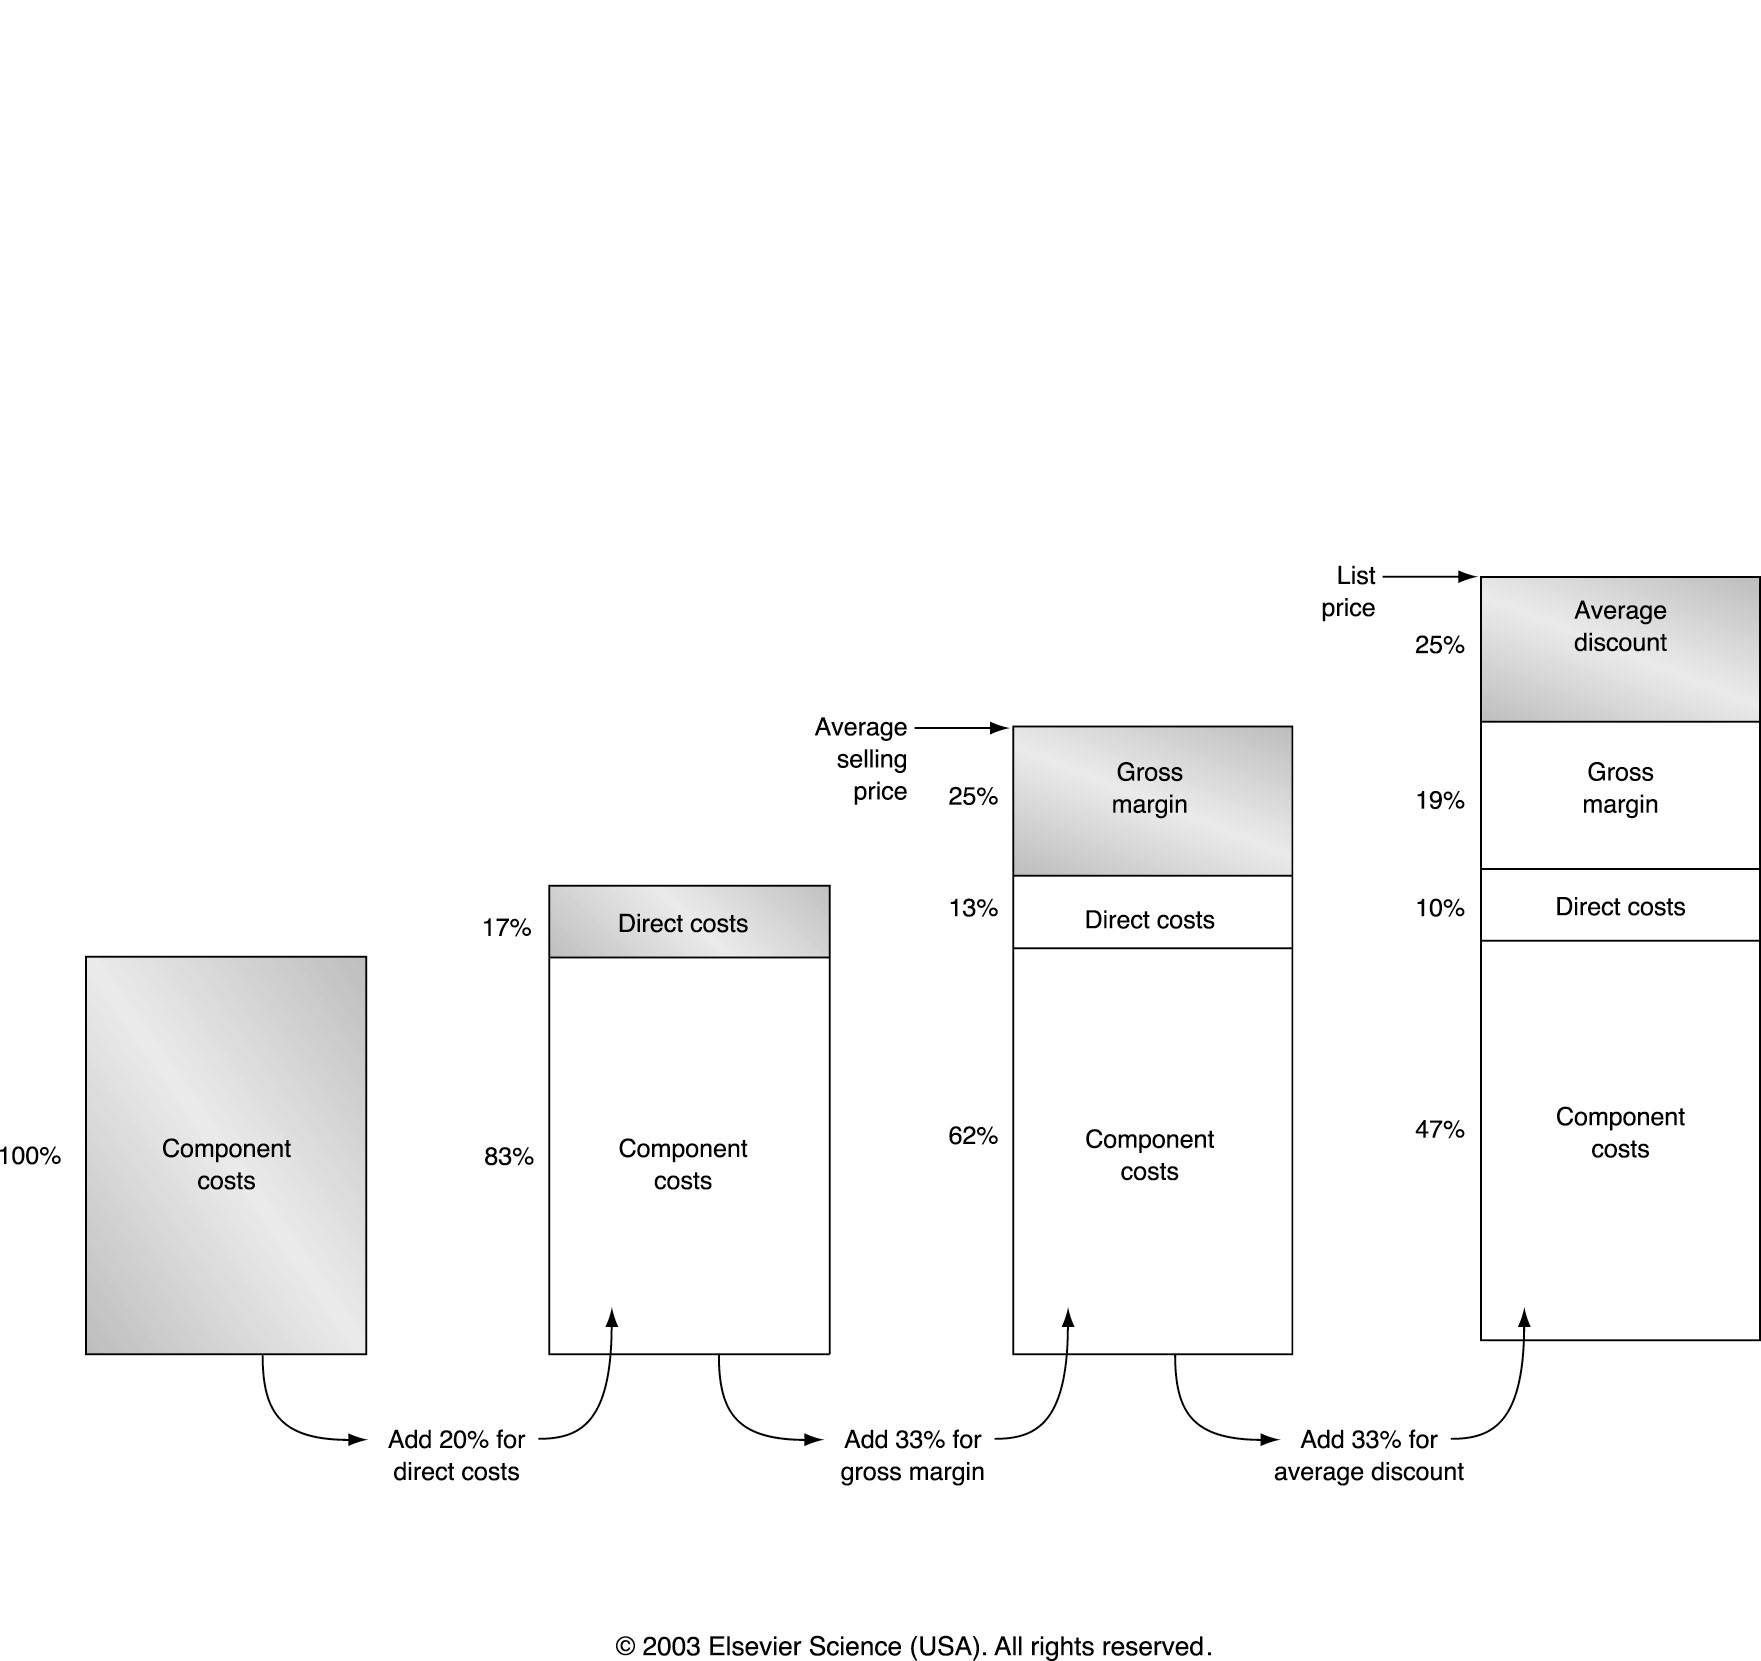 100%
Component
costs
Add 20% for
direct costs
17%
Direct costs
83%
Component
costs
Add 33% for
gross margin
Average
selling
price
25%
Gross
margin
13%
Direct costs
62%
Component
costs
Add 33% for
average discount
List
price
25%
Average
discount
19%
Gross
margin
10%
Direct costs
47%
Component
costs
© 2003 Elsevier Science (USA). All rights reserved.